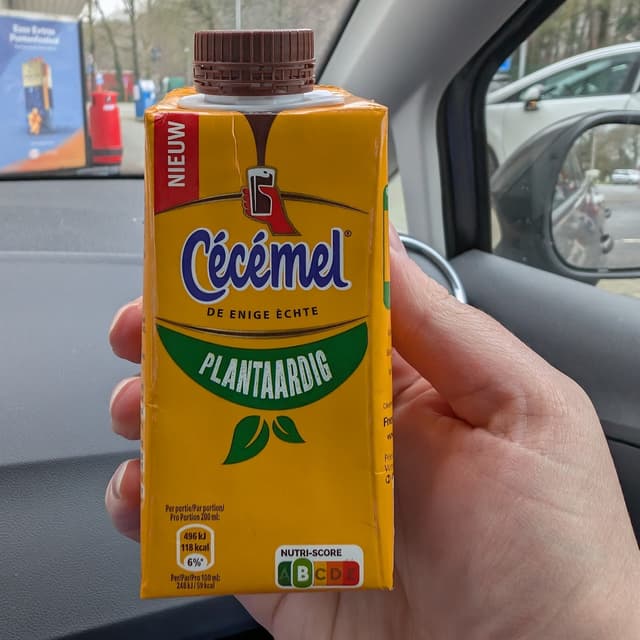 NIEUW
Cécémel®
DE ENIGE ÈCHTE
PLANTAARDIG
Per portie/Par portion/
Pro Portion 200 ml:
496 kJ
118 kcal
6%*
Per/Par/Pro 100 ml:
248 kJ/59 kcal
NUTRI-SCORE
A B C D E